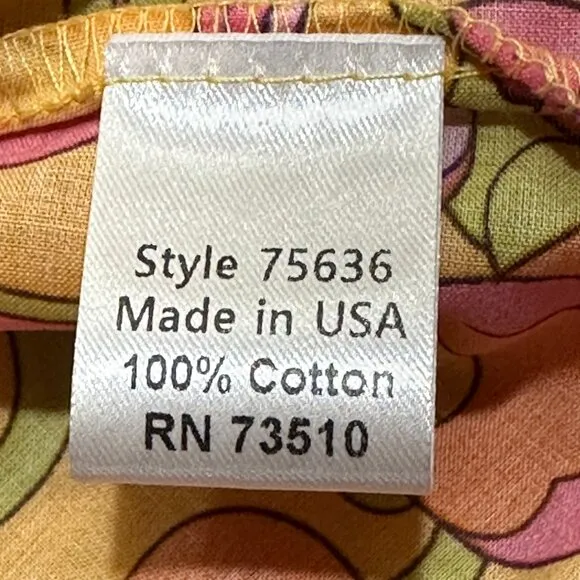 Style 75636
Made in USA
100% Cotton
RN 73510